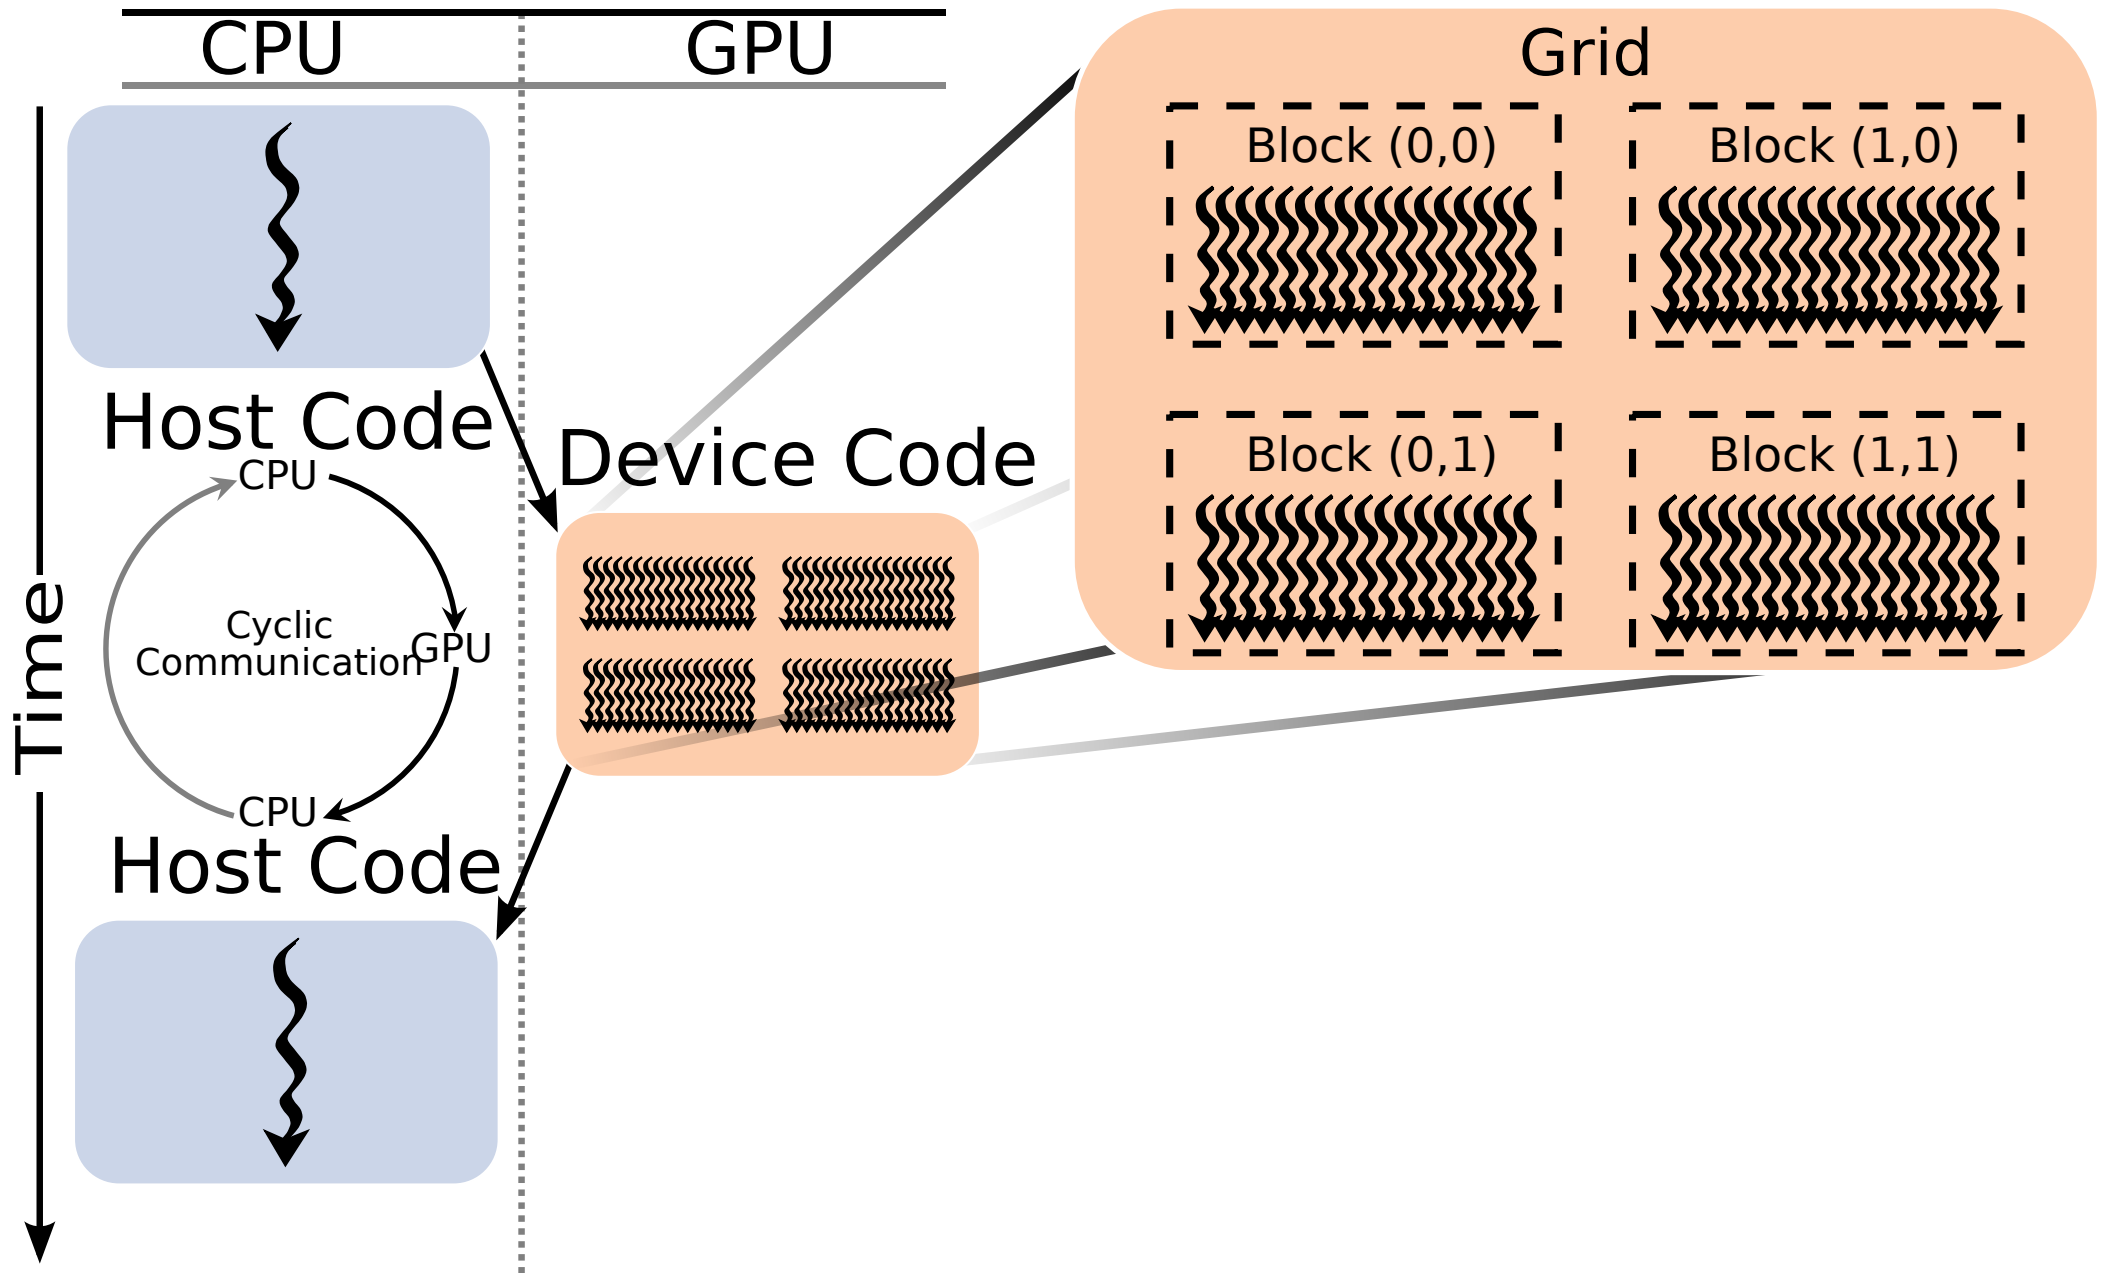 CPU
GPU
Grid
Block (0,0)
Block (1,0)
Block (0,1)
Block (1,1)
Host Code
Device Code
CPU
Cyclic
Communication
GPU
CPU
Host Code
Time